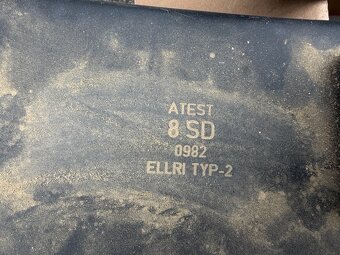 ATEST
8 SD
0982
ELLRI TYP-2